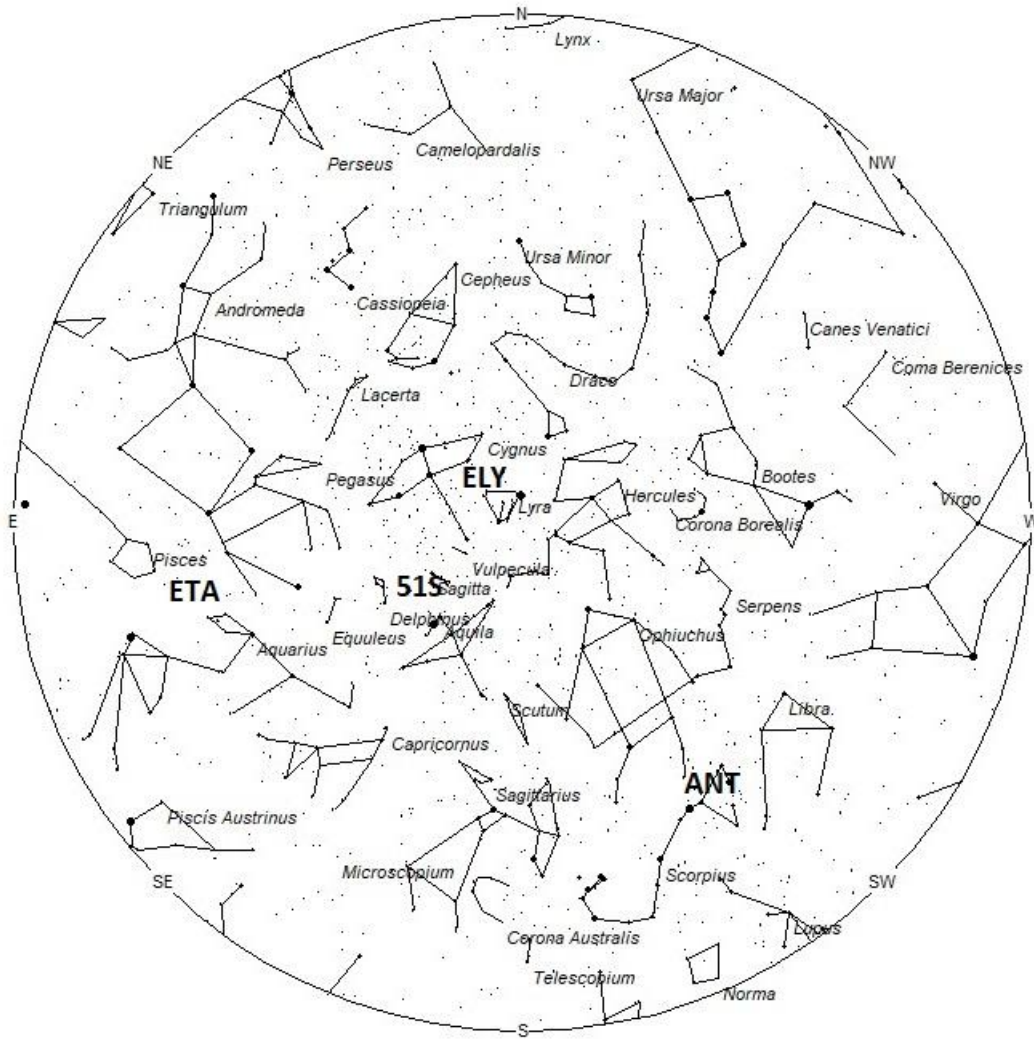 N
Lynx
Ursa Major
Camelopardalis
NE
Perseus
NW
Triangulum
Ursa Minor
Cepheus
Cassiopeia
Andromeda
Canes Venatici
Coma Berenices
Draco
Lacerta
Cygnus
Pegasus
ELY
Bootes
Virgo
Hercules
Lyra
Corona Borealis
E
W
Pisces
Vulpecula
ETA
51S
Sagitta
Serpens
Delphinus
Aquila
Equuleus
Ophiuchus
Aquarius
Scutum
Libra
Capricornus
ANT
Sagittarius
Piscis Austrinus
Microscopium
Scorpius
SE
SW
Lupus
Corona Australis
Telescopium
Norma
S